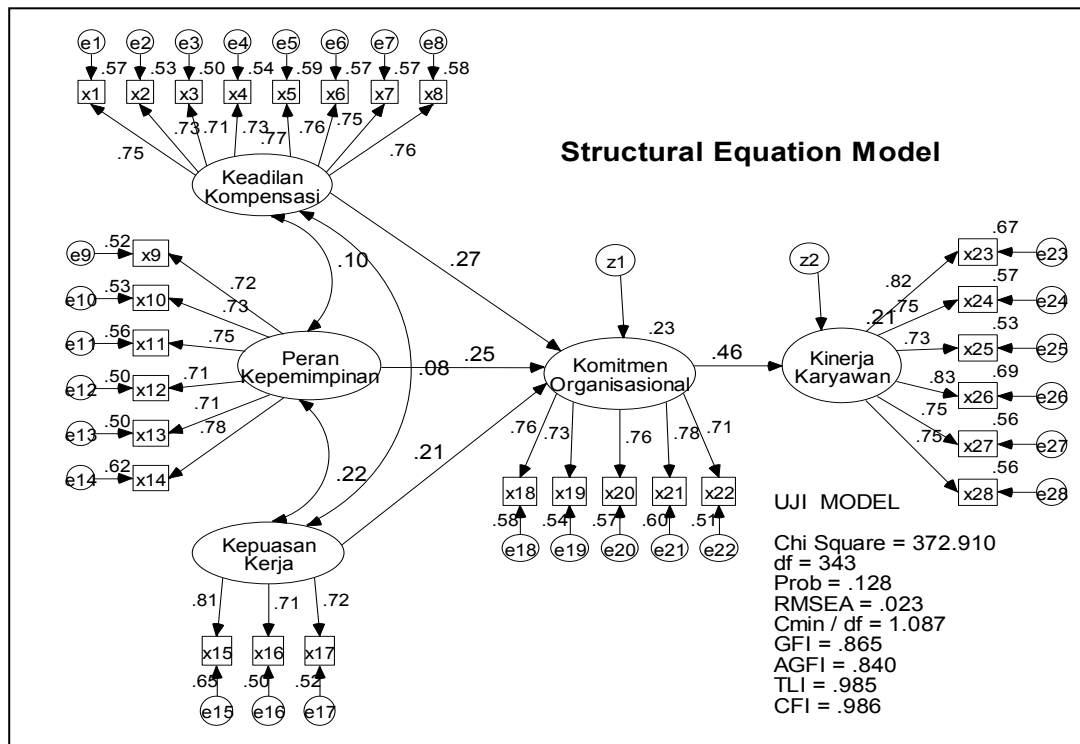 e1 e2 e3 e4 e5 e6 e7 e8
.57 .53 .50 .54 .59 .57 .57 .58
x1 x2 x3 x4 x5 x6 x7 x8
.75 .73 .71 .73 .77 .76 .75 .76
Structural Equation Model
Keadilan
Kompensasi
e9 .52 x9 .72
e10 .53 x10 .73
e11 .56 x11 .75
e12 .50 x12 .71
e13 .50 x13 .71
e14 .62 x14 .78
Peran
Kepemimpinan
.10
.08
.22
.27
.25
.21
Kepuasan
Kerja
.81 .71 .72
x15 x16 x17
.65 .50 .52
e15 e16 e17
z1
.23
Komitmen
Organisasional
.76 .73 .76 .78 .71
x18 x19 x20 x21 x22
.58 .54 .57 .60 .51
e18 e19 e20 e21 e22
.46
z2
.21
Kinerja
Karyawan
.82 x23 .67 e23
.75 x24 .57 e24
.73 x25 .53 e25
.83 x26 .69 e26
.75 x27 .56 e27
.75 x28 .56 e28
UJI MODEL
Chi Square = 372.910
df = 343
Prob = .128
RMSEA = .023
Cmin / df = 1.087
GFI = .865
AGFI = .840
TLI = .985
CFI = .986